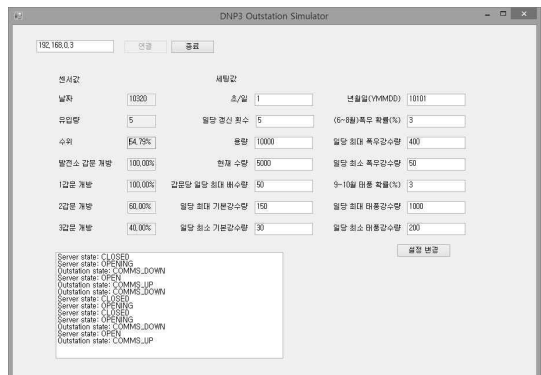 DNP3 Outstation Simulator
192,168,0,3 연결 종료
센서값 세팅값
날짜 10320 초/일 1 년월일(YMMDD) 10101
유입량 5 일당 갱신 횟수 5 (6~8월)폭우 확률(%) 3
수위 54,79% 용량 10000 일당 최대 폭우강수량 400
발전소 갑문 개방 100,00% 현재 수량 5000 일당 최소 폭우강수량 50
1갑문 개방 100,00% 갑문당 일당 최대 배수량 50 9~10월 태풍 확률(%) 3
2갑문 개방 60,00% 일당 최대 기본강수량 150 일당 최대 태풍강수량 1000
3갑문 개방 40,00% 일당 최소 기본강수량 30 일당 최소 태풍강수량 200
설정 변경
Server state: CLOSED
Server state: OPENING
Outstation state: COMMS_DOWN
Server state: OPEN
Outstation state: COMMS_UP
Server state: CLOSED
Server state: OPENING
Server state: CLOSED
Server state: OPENING
Outstation state: COMMS_DOWN
Server state: OPEN
Outstation state: COMMS_UP